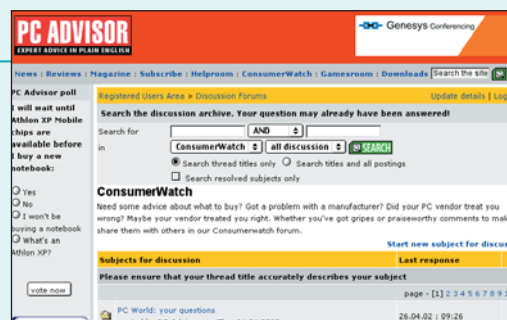 PC ADVISOR
EXPERT ADVICE IN PLAIN ENGLISH
Genesys Conferencing
News : Reviews : Magazine : Subscribe : Helproom : ConsumerWatch : Gamesroom : Downloads Search the site
PC Advisor poll
I will wait until
Athlon XP Mobile
chips are
available before
I buy a new
notebook:
Yes
No
I won't be
buying a notebook
What's an
Athlon XP?
vote now
Registered Users Area > Discussion Forums Update details | Log
Search the discussion archive. Your question may already have been answered!
Search for AND
in ConsumerWatch all discussion SEARCH
Search thread titles only Search titles and all postings
Search resolved subjects only
ConsumerWatch
Need some advice about what to buy? Got a problem with a manufacturer? Did your PC vendor treat you
wrong? Maybe your vendor treated you right. Whether you've got gripes or praiseworthy comments to mak
share them with others in our Consumerwatch forum.
Start new subject for discus
Subjects for discussion Last response
Please ensure that your thread title accurately describes your subject
page - [1] 2 3 4 5 6 7 8 9 1
PC World: your questions
26.04.02 : 09:26